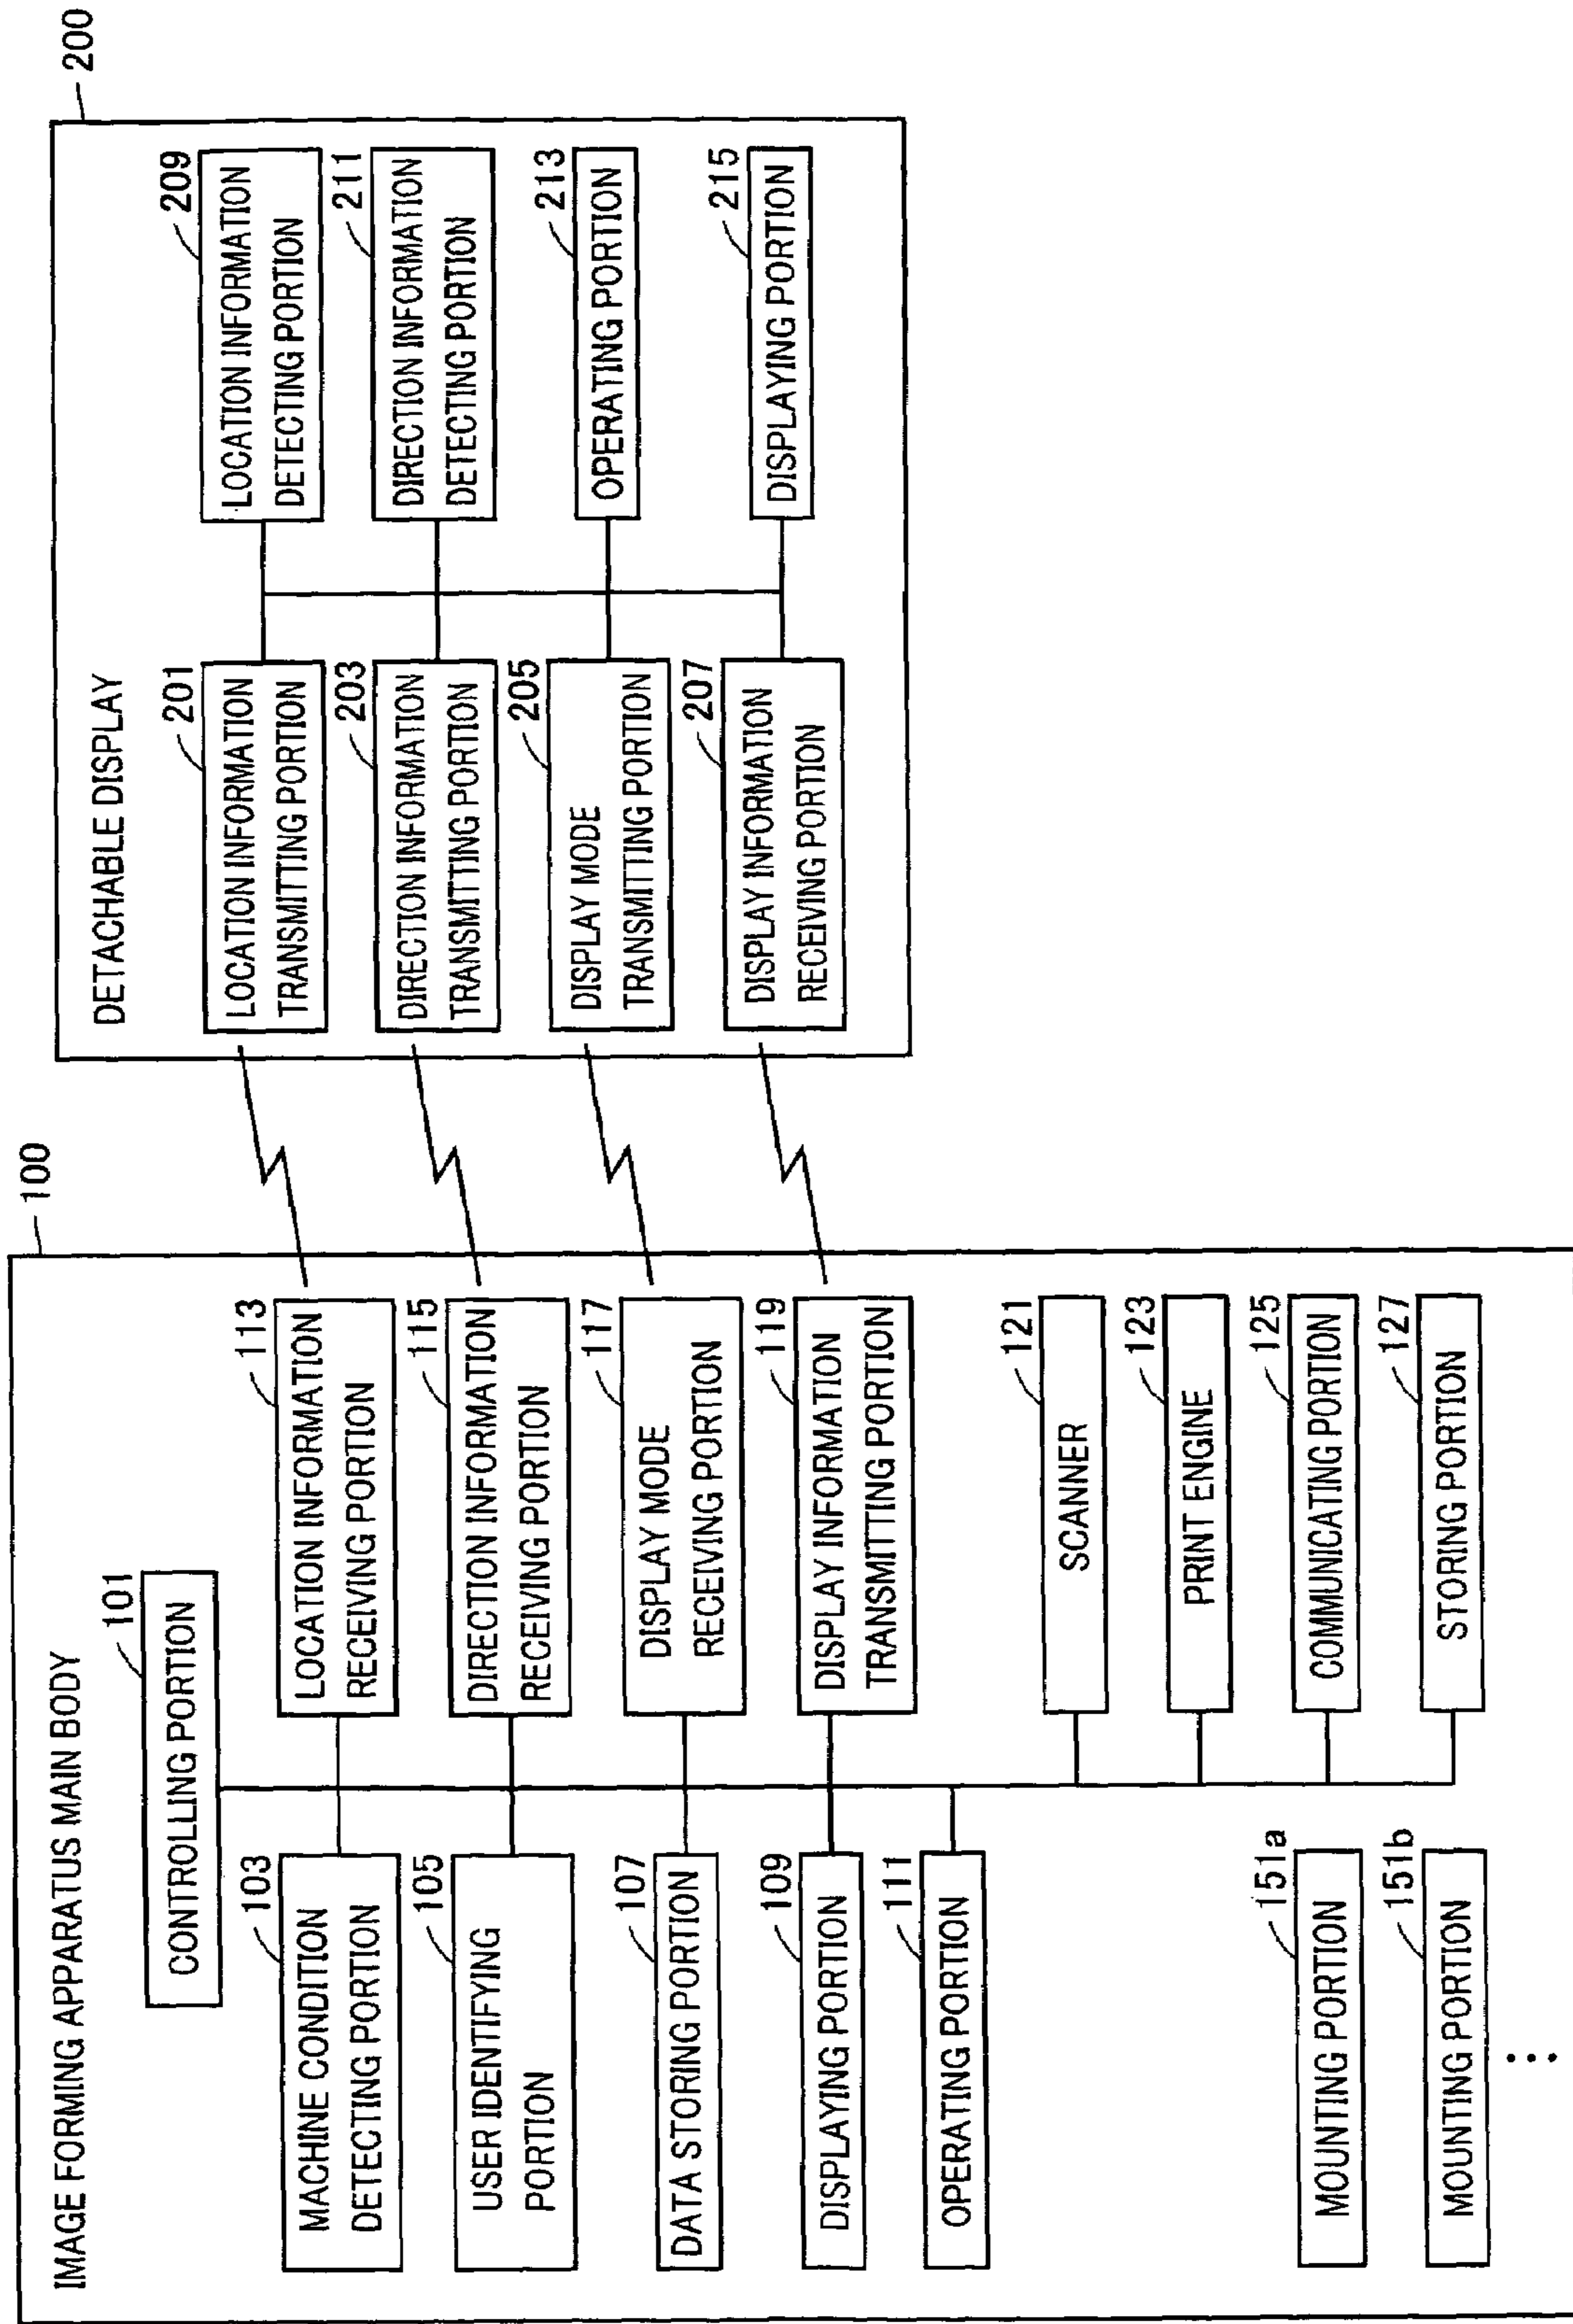 IMAGE FORMING APPARATUS MAIN BODY
100
CONTROLLING PORTION
101
MACHINE CONDITION
DETECTING PORTION
103
USER IDENTIFYING
PORTION
105
DATA STORING PORTION
107
DISPLAYING PORTION
109
OPERATING PORTION
111
LOCATION INFORMATION
RECEIVING PORTION
113
DIRECTION INFORMATION
RECEIVING PORTION
115
DISPLAY MODE
RECEIVING PORTION
117
DISPLAY INFORMATION
TRANSMITTING PORTION
119
SCANNER
121
PRINT ENGINE
123
COMMUNICATING PORTION
125
STORING PORTION
127
MOUNTING PORTION
151a
MOUNTING PORTION
151b
DETACHABLE DISPLAY
200
LOCATION INFORMATION
TRANSMITTING PORTION
201
DIRECTION INFORMATION
TRANSMITTING PORTION
203
DISPLAY MODE
TRANSMITTING PORTION
205
DISPLAY INFORMATION
RECEIVING PORTION
207
LOCATION INFORMATION
DETECTING PORTION
209
DIRECTION INFORMATION
DETECTING PORTION
211
OPERATING PORTION
213
DISPLAYING PORTION
215